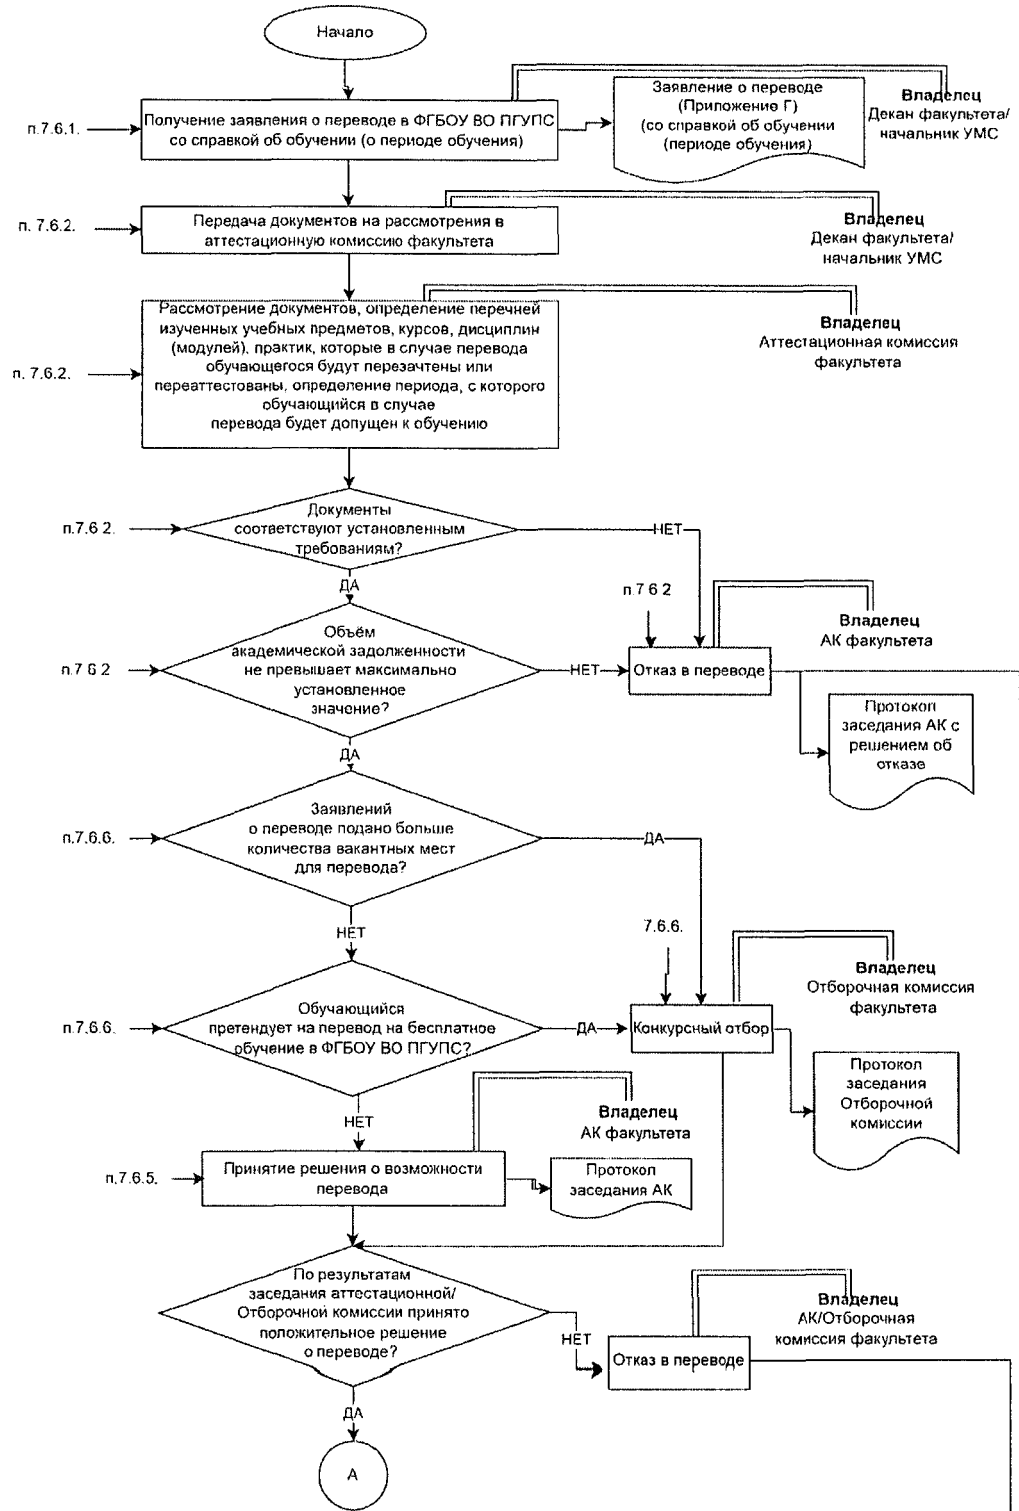 Начало
п.7.6.1.
Получение заявления о переводе в ФГБОУ ВО ПГУПС
со справкой об обучении (о периоде обучения)
Заявление о переводе
(Приложение Г)
(со справкой об обучении
(периоде обучения)
Владелец
Декан факультета/
начальник УМС
п. 7.6.2.
Передача документов на рассмотрения в
аттестационную комиссию факультета
Владелец
Декан факультета/
начальник УМС
п. 7.6.2.
Рассмотрение документов, определение перечней
изученных учебных предметов, курсов, дисциплин
(модулей), практик, которые в случае перевода
обучающегося будут перезачтены или
переаттестованы, определение периода, с которого
обучающийся в случае
перевода будет допущен к обучению
Владелец
Аттестационная комиссия
факультета
п.7.6 2.
Документы
соответствуют установленным
требованиям?
НЕТ
ДА
п.7 6 2
Владелец
АК факультета
п 7 6 2
Объём
академической задолженности
не превышает максимально
установленное
значение?
НЕТ
Отказ в переводе
Протокол
заседания АК с
решением об
отказе
ДА
п.7.6.6.
Заявлений
о переводе подано больше
количества вакантных мест
для перевода?
ДА
НЕТ
7.6.6.
Владелец
Отборочная комиссия
факультета
п.7.6.6.
Обучающийся
претендует на перевод на бесплатное
обучение в ФГБОУ ВО ПГУПС?
ДА
Конкурсный отбор
Протокол
заседания
Отборочной
комиссии
НЕТ
Владелец
АК факультета
п.7.6.5.
Принятие решения о возможности
перевода
Протокол
заседания АК
По результатам
заседания аттестационной/
Отборочной комиссии принято
положительное решение
о переводе?
НЕТ
Владелец
АК/Отборочная
комиссия факультета
Отказ в переводе
ДА
А